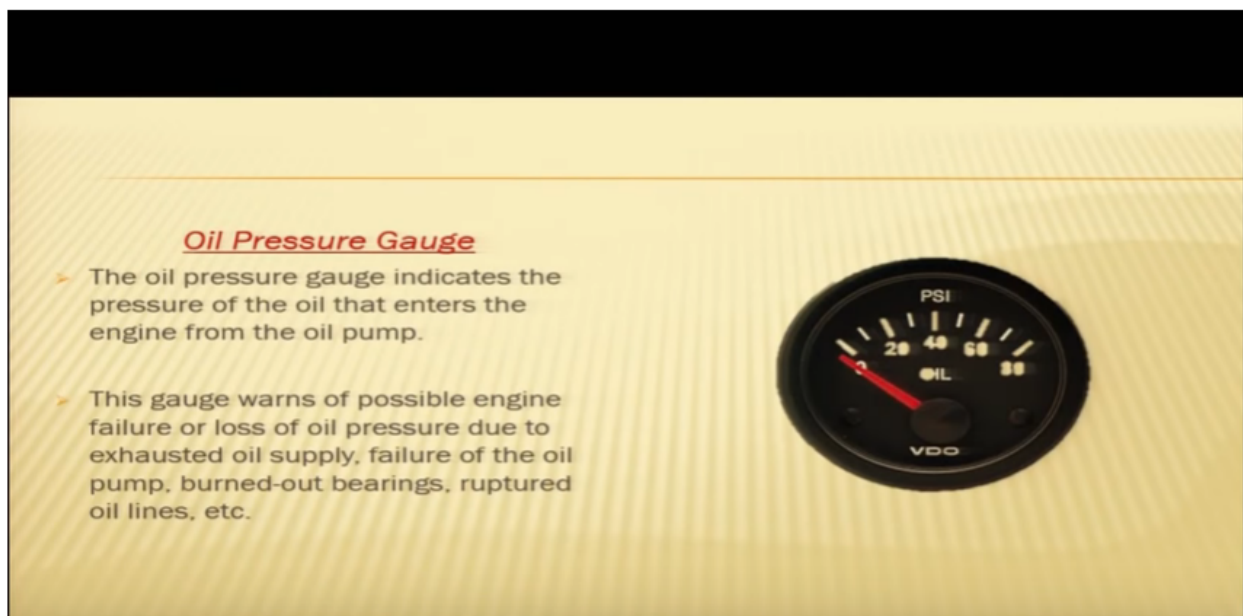 Oil Pressure Gauge
The oil pressure gauge indicates the
pressure of the oil that enters the
engine from the oil pump.
This gauge warns of possible engine
failure or loss of oil pressure due to
exhausted oil supply, failure of the oil
pump, burned-out bearings, ruptured
oil lines, etc.
PSI
0 20 40 60 80
OIL
VDO